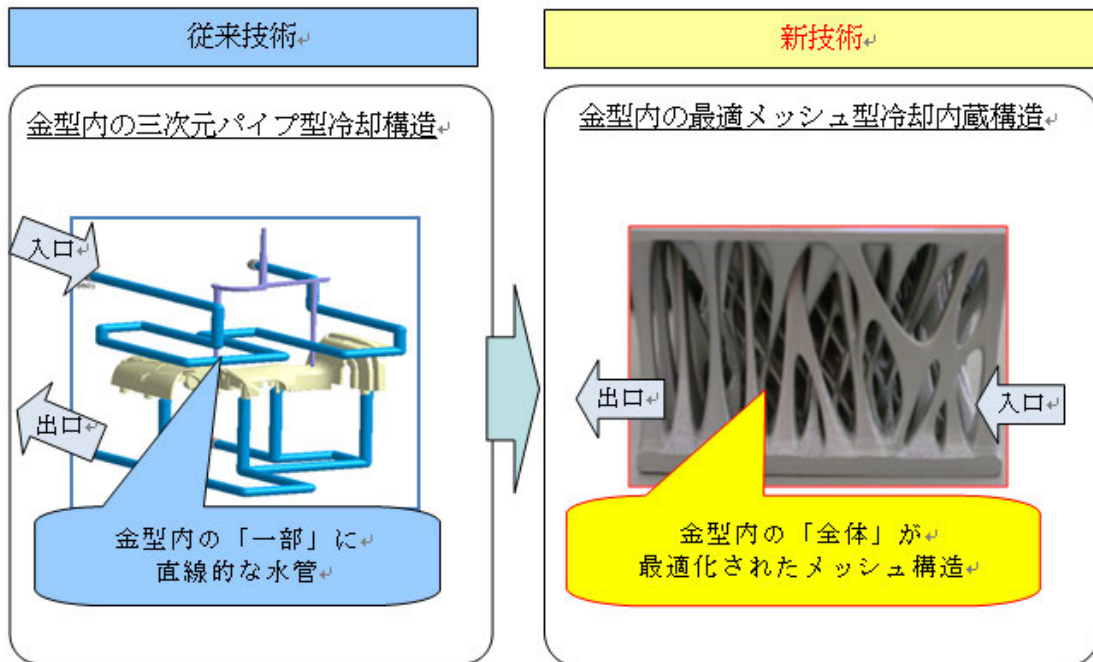 従来技術
新技術
金型内の三次元パイプ型冷却構造
入口
出口
金型内の「一部」に
直線的な水管
金型内の最適メッシュ型冷却内蔵構造
出口
入口
金型内の「全体」が
最適化されたメッシュ構造